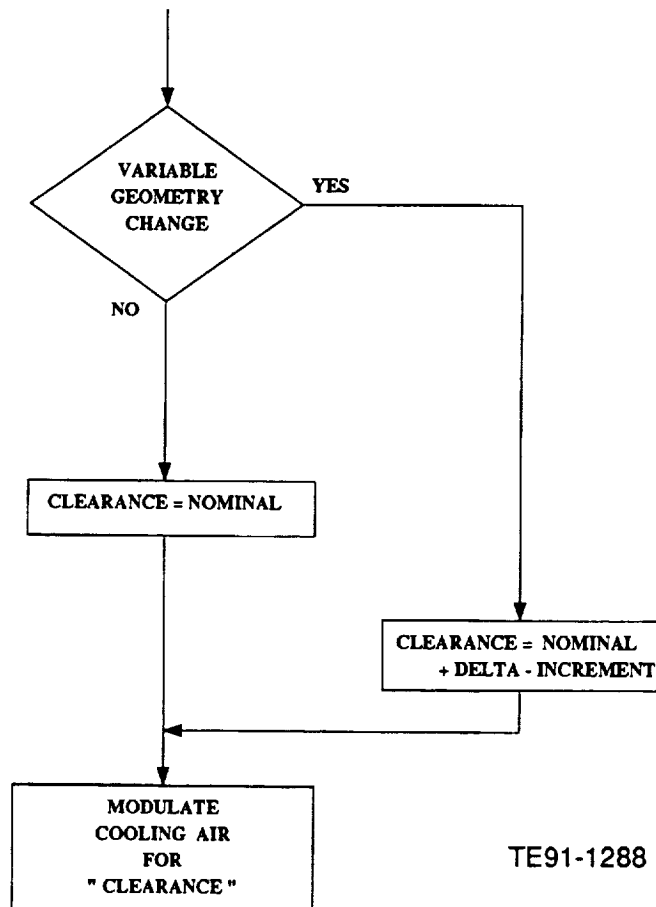 VARIABLE
GEOMETRY
CHANGE
YES
NO
CLEARANCE = NOMINAL
CLEARANCE = NOMINAL
+ DELTA - INCREMENT
MODULATE
COOLING AIR
FOR
" CLEARANCE "
TE91-1288